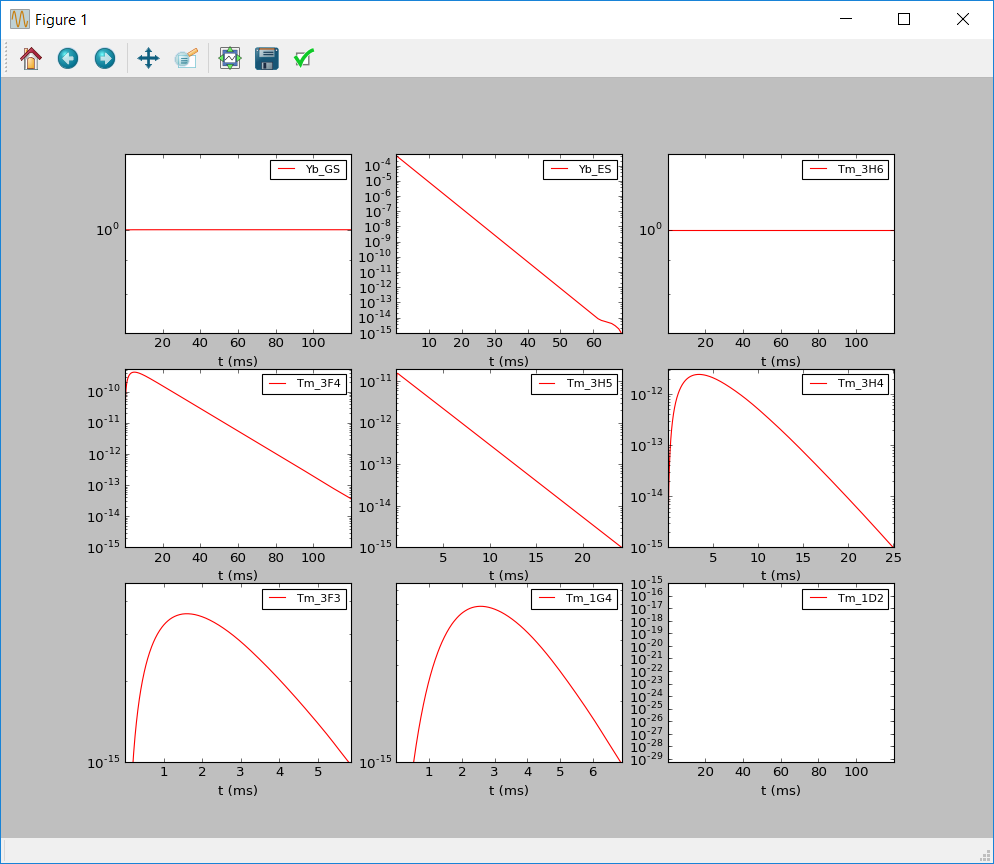 Figure 1
Yb_GS
10^0
20 40 60 80 100
t (ms)
Yb_ES
10^-4
10^-5
10^-6
10^-7
10^-8
10^-9
10^-10
10^-11
10^-12
10^-13
10^-14
10^-15
10 20 30 40 50 60
t (ms)
Tm_3H6
10^0
20 40 60 80 100
t (ms)
Tm_3F4
10^-10
10^-11
10^-12
10^-13
10^-14
10^-15
20 40 60 80 100
t (ms)
Tm_3H5
10^-11
10^-12
10^-13
10^-14
10^-15
5 10 15 20
t (ms)
Tm_3H4
10^-12
10^-13
10^-14
10^-15
5 10 15 20 25
t (ms)
Tm_3F3
10^-15
1 2 3 4 5
t (ms)
Tm_1G4
10^-15
1 2 3 4 5 6
t (ms)
Tm_1D2
10^-15
10^-16
10^-17
10^-18
10^-19
10^-20
10^-21
10^-22
10^-23
10^-24
10^-25
10^-26
10^-27
10^-28
10^-29
20 40 60 80 100
t (ms)